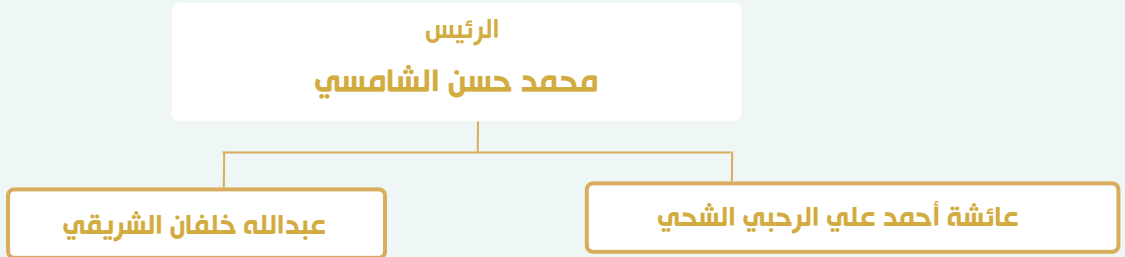 الرئيس
محمد حسن الشامسي
عائشة أحمد علي الرحبي الشحي
عبدالله خلفان الشريقي